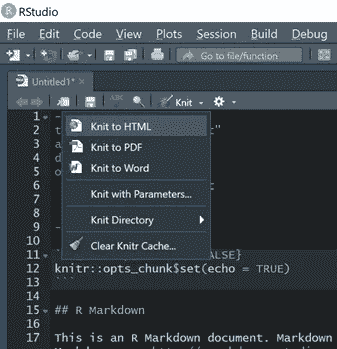 RStudio
File Edit Code View Plots Session Build Debug
Go to file/function
Untitled1*
ABC Knit
Knit to HTML
Knit to PDF
Knit to Word
Knit with Parameters...
Knit Directory
Clear Knitr Cache...
1
2 t
3 a
4 d
5 o
6
7
8
9 -
10
11 ALSE}
12 knitr::opts_chunk$set(echo = TRUE)
13 ```
14
15 ## R Markdown
16
17 This is an R Markdown document. Markdown